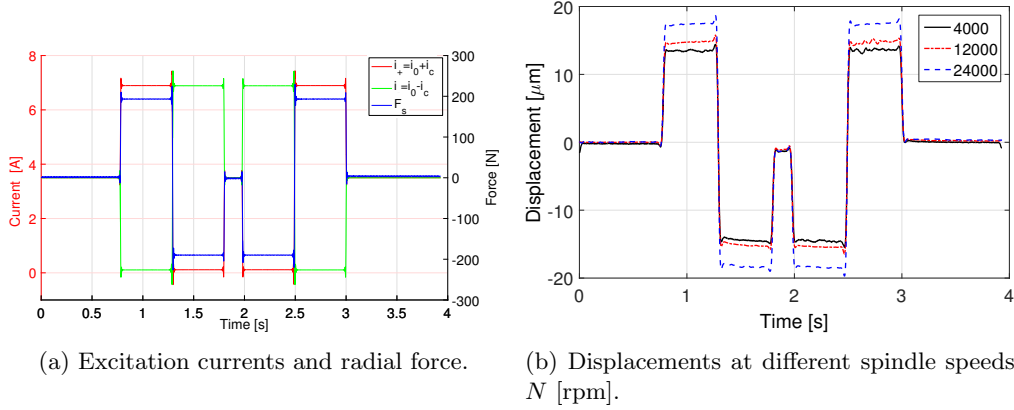 8
6
4
2
0
Current [A]
300
200
100
0
-100
-200
-300
Force [N]
i+=i0+ic
i-=i0-ic
Fs
0 0.5 1 1.5 2 2.5 3 3.5 4
Time [s]
(a) Excitation currents and radial force.
20
10
0
-10
-20
Displacement [μm]
4000
12000
24000
0 1 2 3 4
Time [s]
(b) Displacements at different spindle speeds
N [rpm].